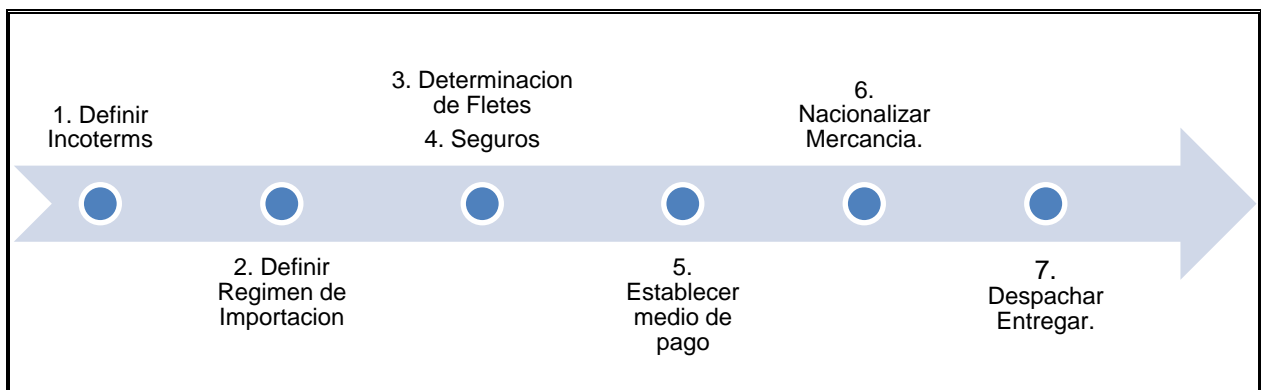 1. Definir
Incoterms
2. Definir
Regimen de
Importacion
3. Determinacion
de Fletes
4. Seguros
5.
Establecer
medio de
pago
6.
Nacionalizar
Mercancia.
7.
Despachar
Entregar.